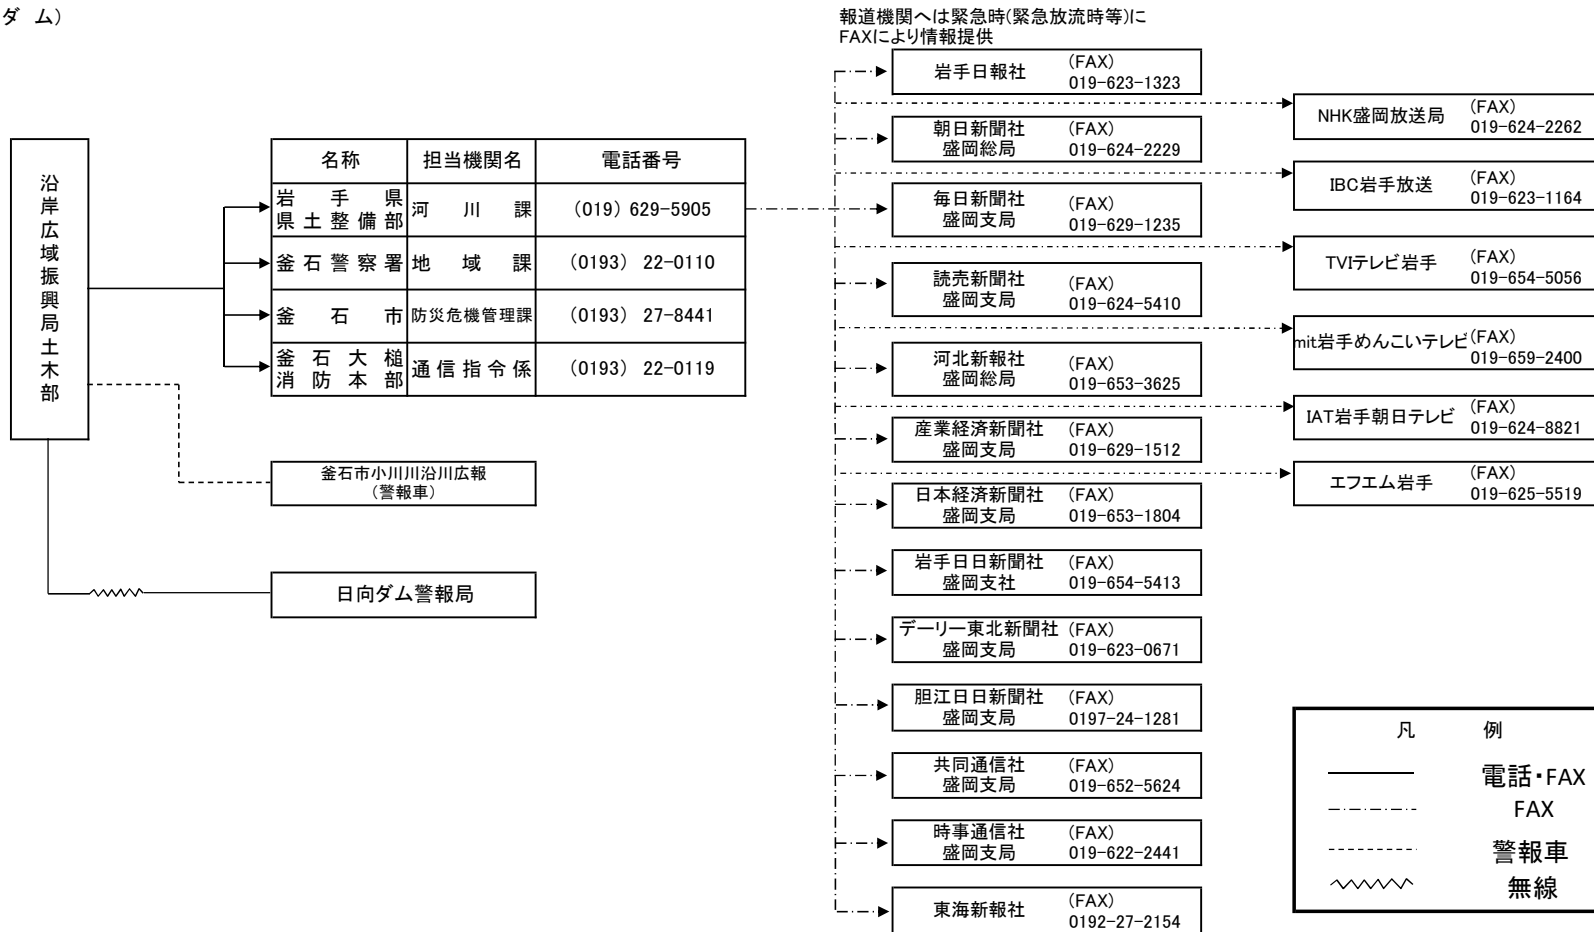 ダ ム)
報道機関へは緊急時(緊急放流時等)に
FAXにより情報提供
沿岸広域振興局土木部
名称 担当機関名 電話番号
岩手県
県土整備部 河川課 (019) 629-5905
釜石警察署 地域課 (0193) 22-0110
釜石市 防災危機管理課 (0193) 27-8441
釜石大槌
消防本部 通信指令係 (0193) 22-0119
釜石市小川川沿川広報
(警報車)
日向ダム警報局
岩手日報社 (FAX)
019-623-1323
朝日新聞社 (FAX)
盛岡総局 019-624-2229
毎日新聞社 (FAX)
盛岡支局 019-629-1235
読売新聞社 (FAX)
盛岡支局 019-624-5410
河北新報社 (FAX)
盛岡総局 019-653-3625
産業経済新聞社 (FAX)
盛岡支局 019-629-1512
日本経済新聞社 (FAX)
盛岡支局 019-653-1804
岩手日日新聞社 (FAX)
盛岡支社 019-654-5413
デーリー東北新聞社 (FAX)
盛岡支局 019-623-0671
胆江日日新聞社 (FAX)
盛岡支局 0197-24-1281
共同通信社 (FAX)
盛岡支局 019-652-5624
時事通信社 (FAX)
盛岡支局 019-622-2441
東海新報社 (FAX)
0192-27-2154
NHK盛岡放送局 (FAX)
019-624-2262
IBC岩手放送 (FAX)
019-623-1164
TVIテレビ岩手 (FAX)
019-654-5056
mit岩手めんこいテレビ (FAX)
019-659-2400
IAT岩手朝日テレビ (FAX)
019-624-8821
エフエム岩手 (FAX)
019-625-5519
凡 例
電話・FAX
FAX
警報車
無線